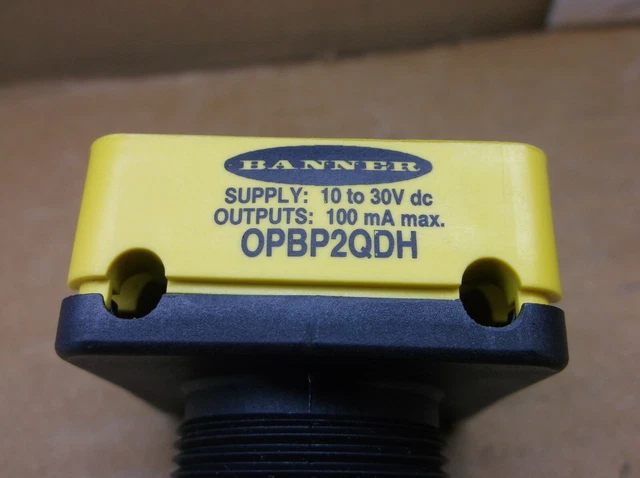 BANNER
SUPPLY: 10 to 30V dc
OUTPUTS: 100 mA max.
OPBP2QDH